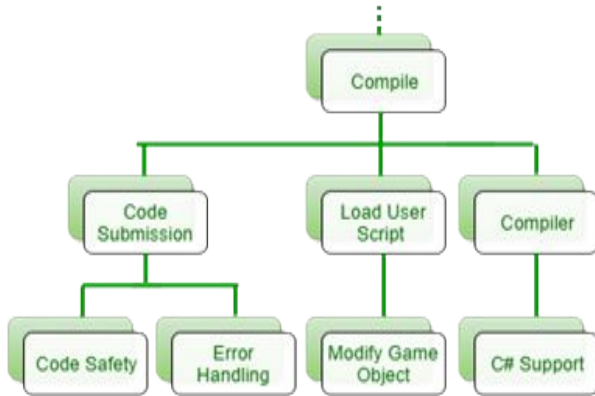 Compile
Code
Submission
Load User
Script
Compiler
Code Safety
Error
Handling
Modify Game
Object
C# Support